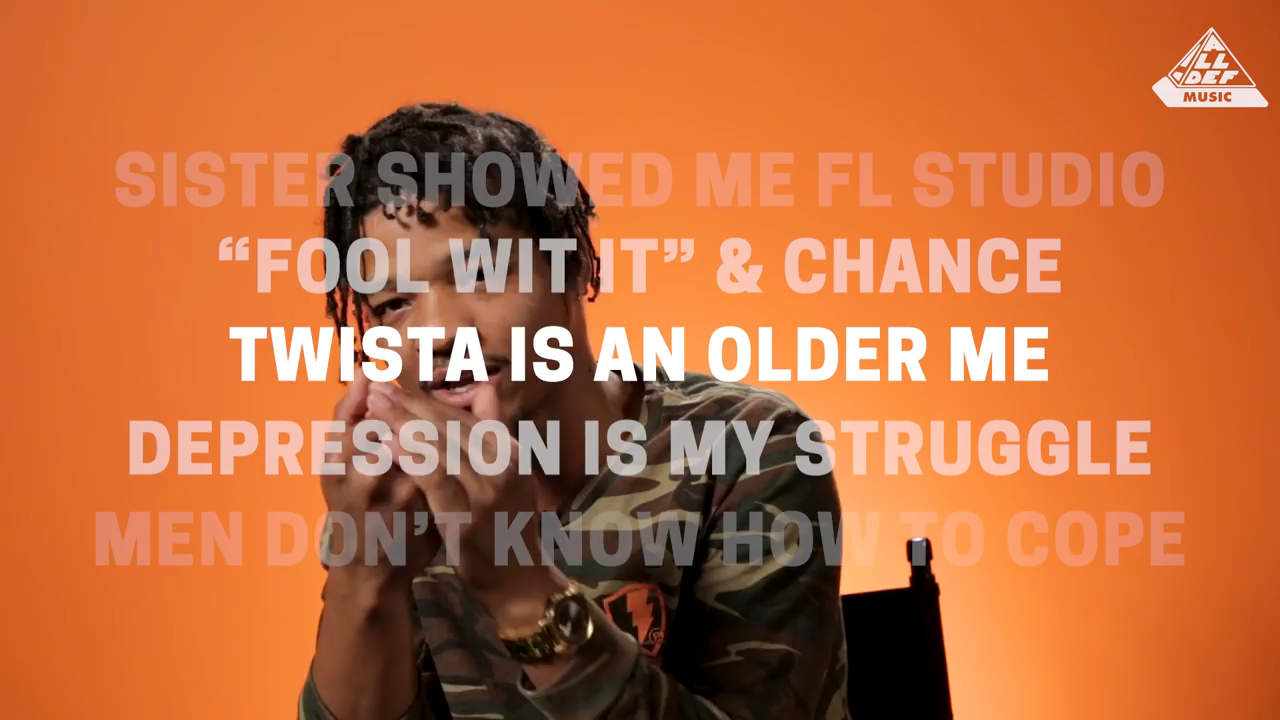 ALL DEF
MUSIC
SISTER SHOWED ME FL STUDIO
“FOOL WIT IT” & CHANCE
TWISTA IS AN OLDER ME
DEPRESSION IS MY STRUGGLE
MEN DON’T KNOW HOW TO COPE